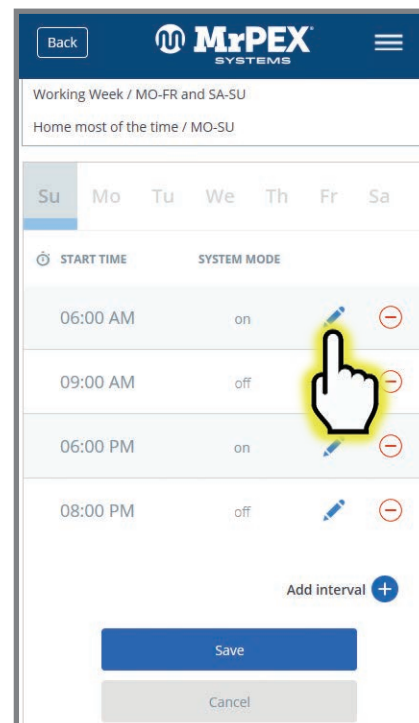 Back
MrPEX
SYSTEMS
Working Week / MO-FR and SA-SU
Home most of the time / MO-SU
Su Mo Tu We Th Fr Sa
START TIME SYSTEM MODE
06:00 AM on
09:00 AM off
06:00 PM on
08:00 PM off
Add interval
Save
Cancel